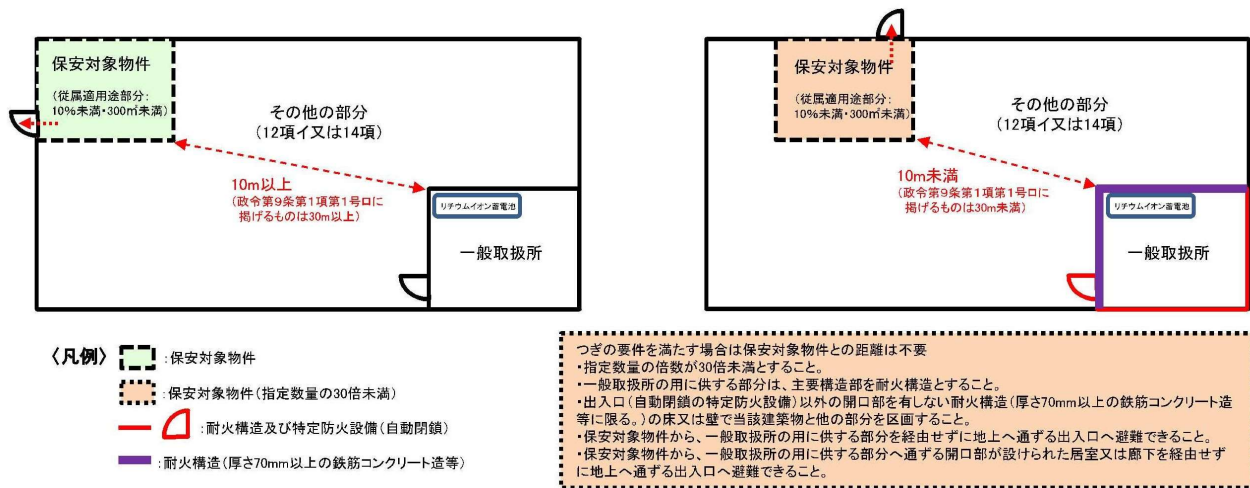 保安対象物件
(従属適用途部分:
10%未満・300㎡未満)
その他の部分
(12項イ又は14項)
10m以上
(政令第9条第1項第1号ロに
掲げるものは30m以上)
リチウムイオン蓄電池
一般取扱所
保安対象物件
(従属適用途部分:
10%未満・300㎡未満)
その他の部分
(12項イ又は14項)
10m未満
(政令第9条第1項第1号ロに
掲げるものは30m未満)
リチウムイオン蓄電池
一般取扱所
〈凡例〉
:保安対象物件
:保安対象物件(指定数量の30倍未満)
:耐火構造及び特定防火設備(自動閉鎖)
:耐火構造(厚さ70mm以上の鉄筋コンクリート造等)
つぎの要件を満たす場合は保安対象物件との距離は不要
・指定数量の倍数が30倍未満とすること。
・一般取扱所の用に供する部分は、主要構造部を耐火構造とすること。
・出入口(自動閉鎖の特定防火設備)以外の開口部を有しない耐火構造(厚さ70mm以上の鉄筋コンクリート造
等に限る。)の床又は壁で当該建築物と他の部分を区画すること。
・保安対象物件から、一般取扱所の用に供する部分を経由せずに地上へ通ずる出入口へ避難できること。
・保安対象物件から、一般取扱所の用に供する部分へ通ずる開口部が設けられた居室又は廊下を経由せず
に地上へ通ずる出入口へ避難できること。